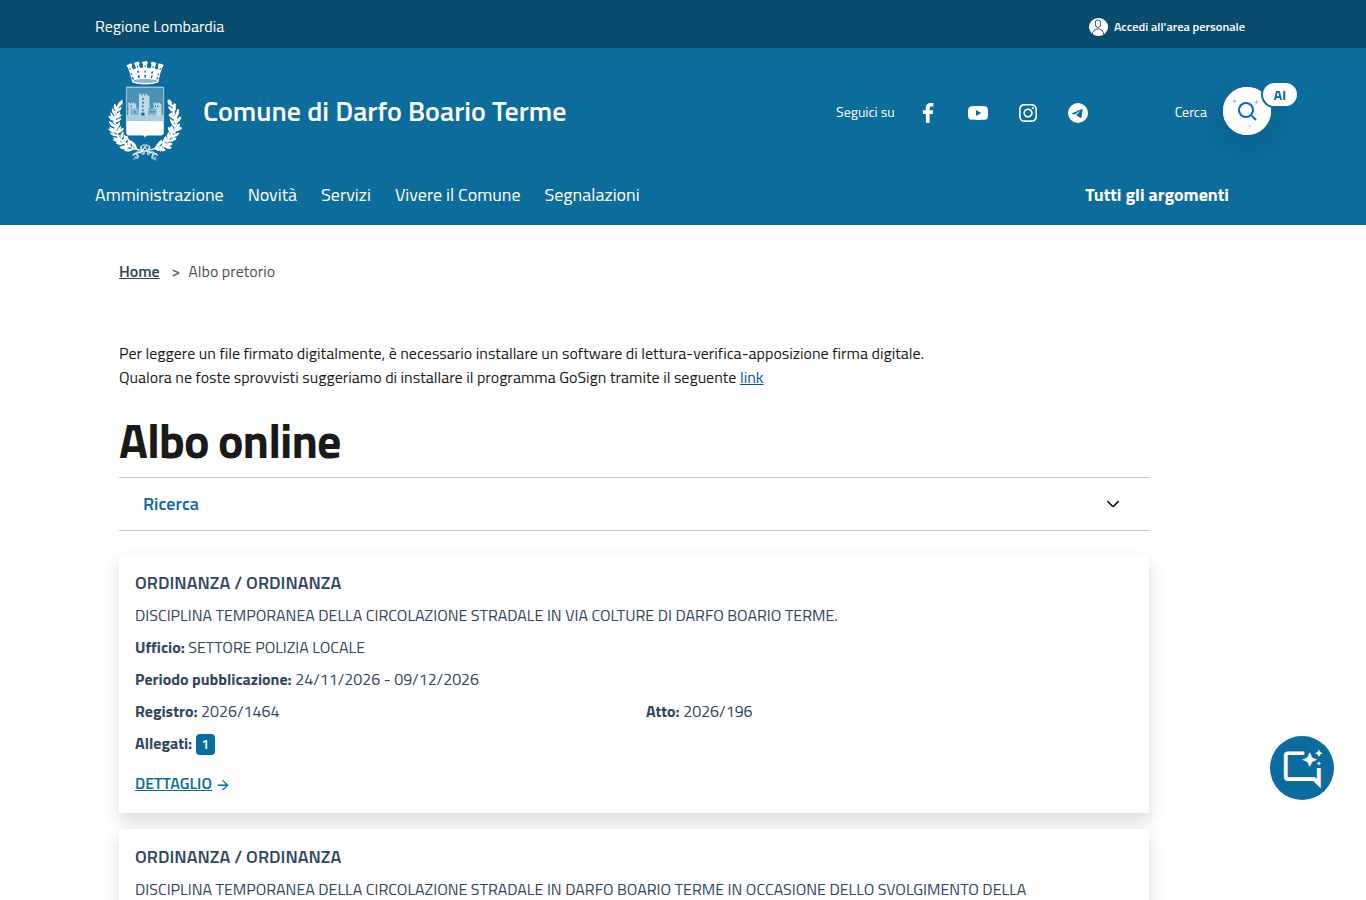 Regione Lombardia
Accedi all'area personale
Comune di Darfo Boario Terme
Seguici su
Cerca
AI
Amministrazione
Novità
Servizi
Vivere il Comune
Segnalazioni
Tutti gli argomenti
Home > Albo pretorio
Per leggere un file firmato digitalmente, è necessario installare un software di lettura-verifica-apposizione firma digitale.
Qualora ne foste sprovvisti suggeriamo di installare il programma GoSign tramite il seguente link
Albo online
Ricerca
ORDINANZA / ORDINANZA
DISCIPLINA TEMPORANEA DELLA CIRCOLAZIONE STRADALE IN VIA COLTURE DI DARFO BOARIO TERME.
Ufficio: SETTORE POLIZIA LOCALE
Periodo pubblicazione: 24/11/2026 - 09/12/2026
Registro: 2026/1464
Atto: 2026/196
Allegati: 1
DETTAGLIO
ORDINANZA / ORDINANZA
DISCIPLINA TEMPORANEA DELLA CIRCOLAZIONE STRADALE IN DARFO BOARIO TERME IN OCCASIONE DELLO SVOLGIMENTO DELLA